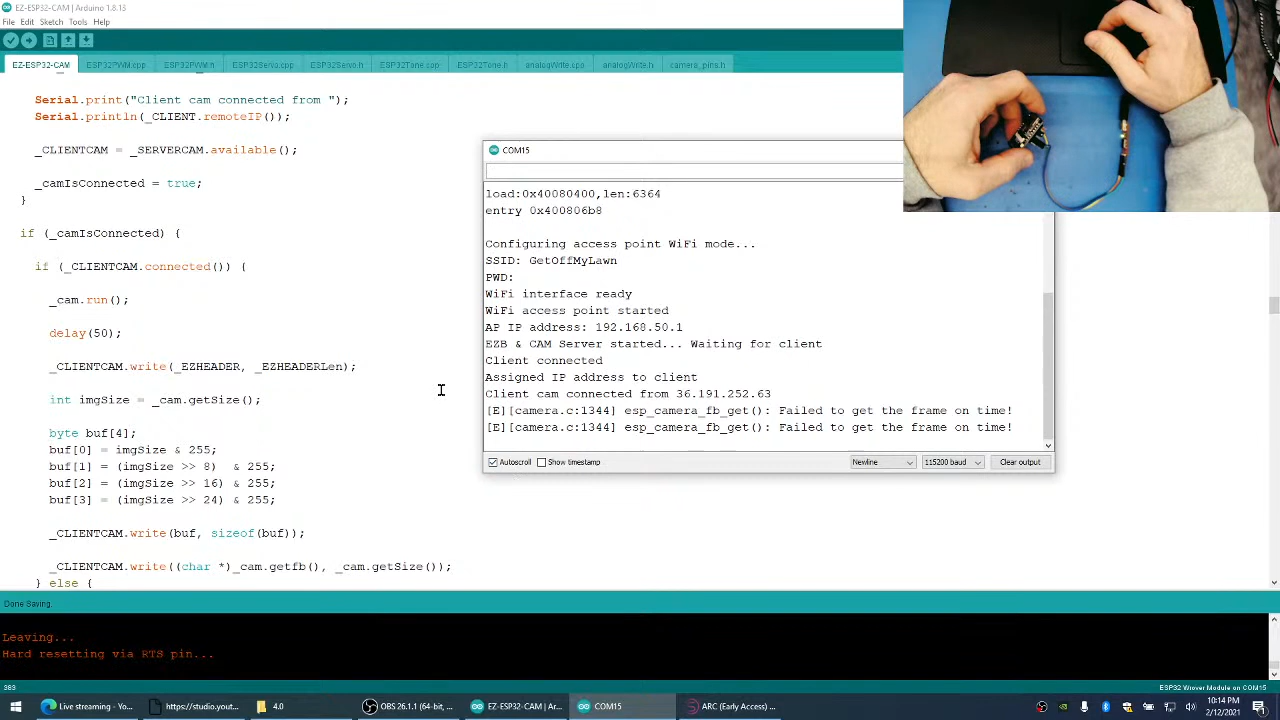 EZ-ESP32-CAM | Arduino 1.8.13
File Edit Sketch Tools Help
EZ-ESP32-CAM ESP32PWM.cpp ESP32PWM.h ESP32Servo.cpp ESP32Servo.h ESP32Tone.cpp ESP32Tone.h analogWrite.cpp analogWrite.h camera_pins.h
Serial.print("Client cam connected from ");
Serial.println(_CLIENT.remoteIP());
_CLIENTCAM = _SERVERCAM.available();
_camIsConnected = true;
}
if (_camIsConnected) {
if (_CLIENTCAM.connected()) {
_cam.run();
delay(50);
_CLIENTCAM.write(_EZHEADER, _EZHEADERLen);
int imgSize = _cam.getSize();
byte buf[4];
buf[0] = imgSize & 255;
buf[1] = (imgSize >> 8)  & 255;
buf[2] = (imgSize >> 16) & 255;
buf[3] = (imgSize >> 24) & 255;
_CLIENTCAM.write(buf, sizeof(buf));
_CLIENTCAM.write((char *)_cam.getfb(), _cam.getSize());
} else {
COM15
load:0x40080400,len:6364
entry 0x400806b8
Configuring access point WiFi mode...
SSID: GetOffMyLawn
PWD:
WiFi interface ready
WiFi access point started
AP IP address: 192.168.50.1
EZB & CAM Server started... Waiting for client
Client connected
Assigned IP address to client
Client cam connected from 36.191.252.63
[E][camera.c:1344] esp_camera_fb_get(): Failed to get the frame on time!
[E][camera.c:1344] esp_camera_fb_get(): Failed to get the frame on time!
Autoscroll Show timestamp Newline 115200 baud Clear output
Done Saving.
Leaving...
Hard resetting via RTS pin...
383 ESP32 Wrover Module on COM15
Live streaming - Yo... https://studio.yout... 4.0 OBS 26.1.1 (64-bit, ... EZ-ESP32-CAM | Ar... COM15 ARC (Early Access) ... 10:14 PM
2/12/2021